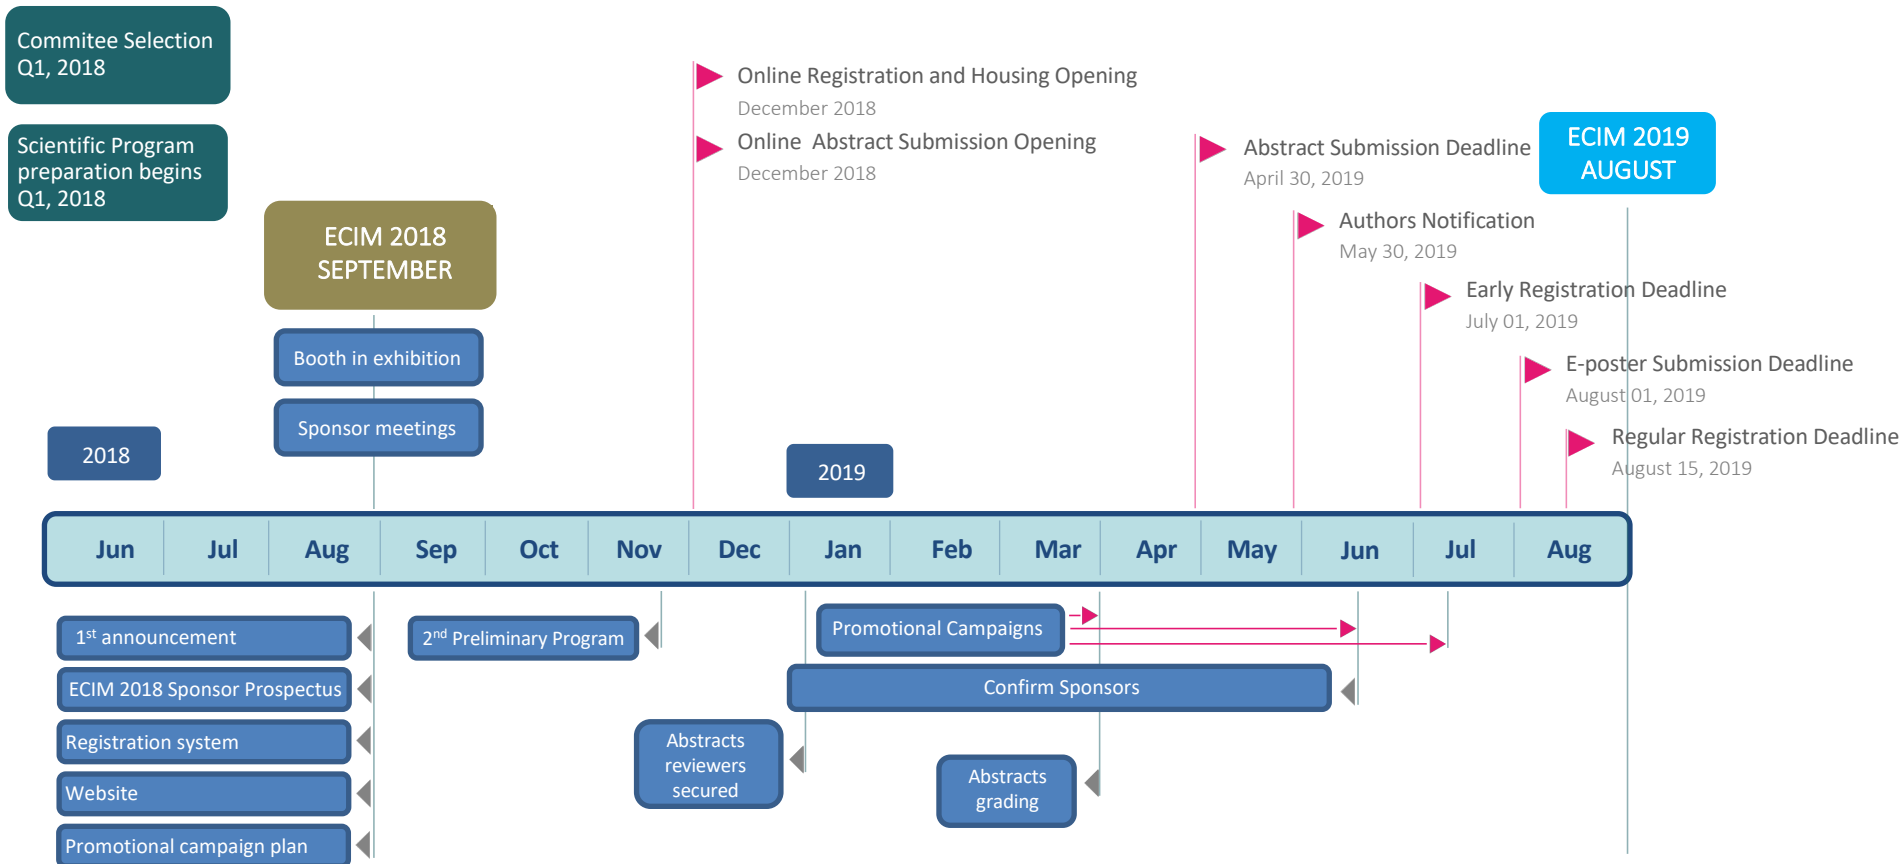 Commitee Selection
Q1, 2018
Scientific Program
preparation begins
Q1, 2018
ECIM 2018
SEPTEMBER
Booth in exhibition
Sponsor meetings
Online Registration and Housing Opening
December 2018
Online Abstract Submission Opening
December 2018
Abstract Submission Deadline
April 30, 2019
ECIM 2019
AUGUST
Authors Notification
May 30, 2019
Early Registration Deadline
July 01, 2019
E-poster Submission Deadline
August 01, 2019
Regular Registration Deadline
August 15, 2019
2018
2019
Jun Jul Aug Sep Oct Nov Dec Jan Feb Mar Apr May Jun Jul Aug
1st announcement
ECIM 2018 Sponsor Prospectus
Registration system
Website
Promotional campaign plan
2nd Preliminary Program
Promotional Campaigns
Confirm Sponsors
Abstracts
reviewers
secured
Abstracts
grading